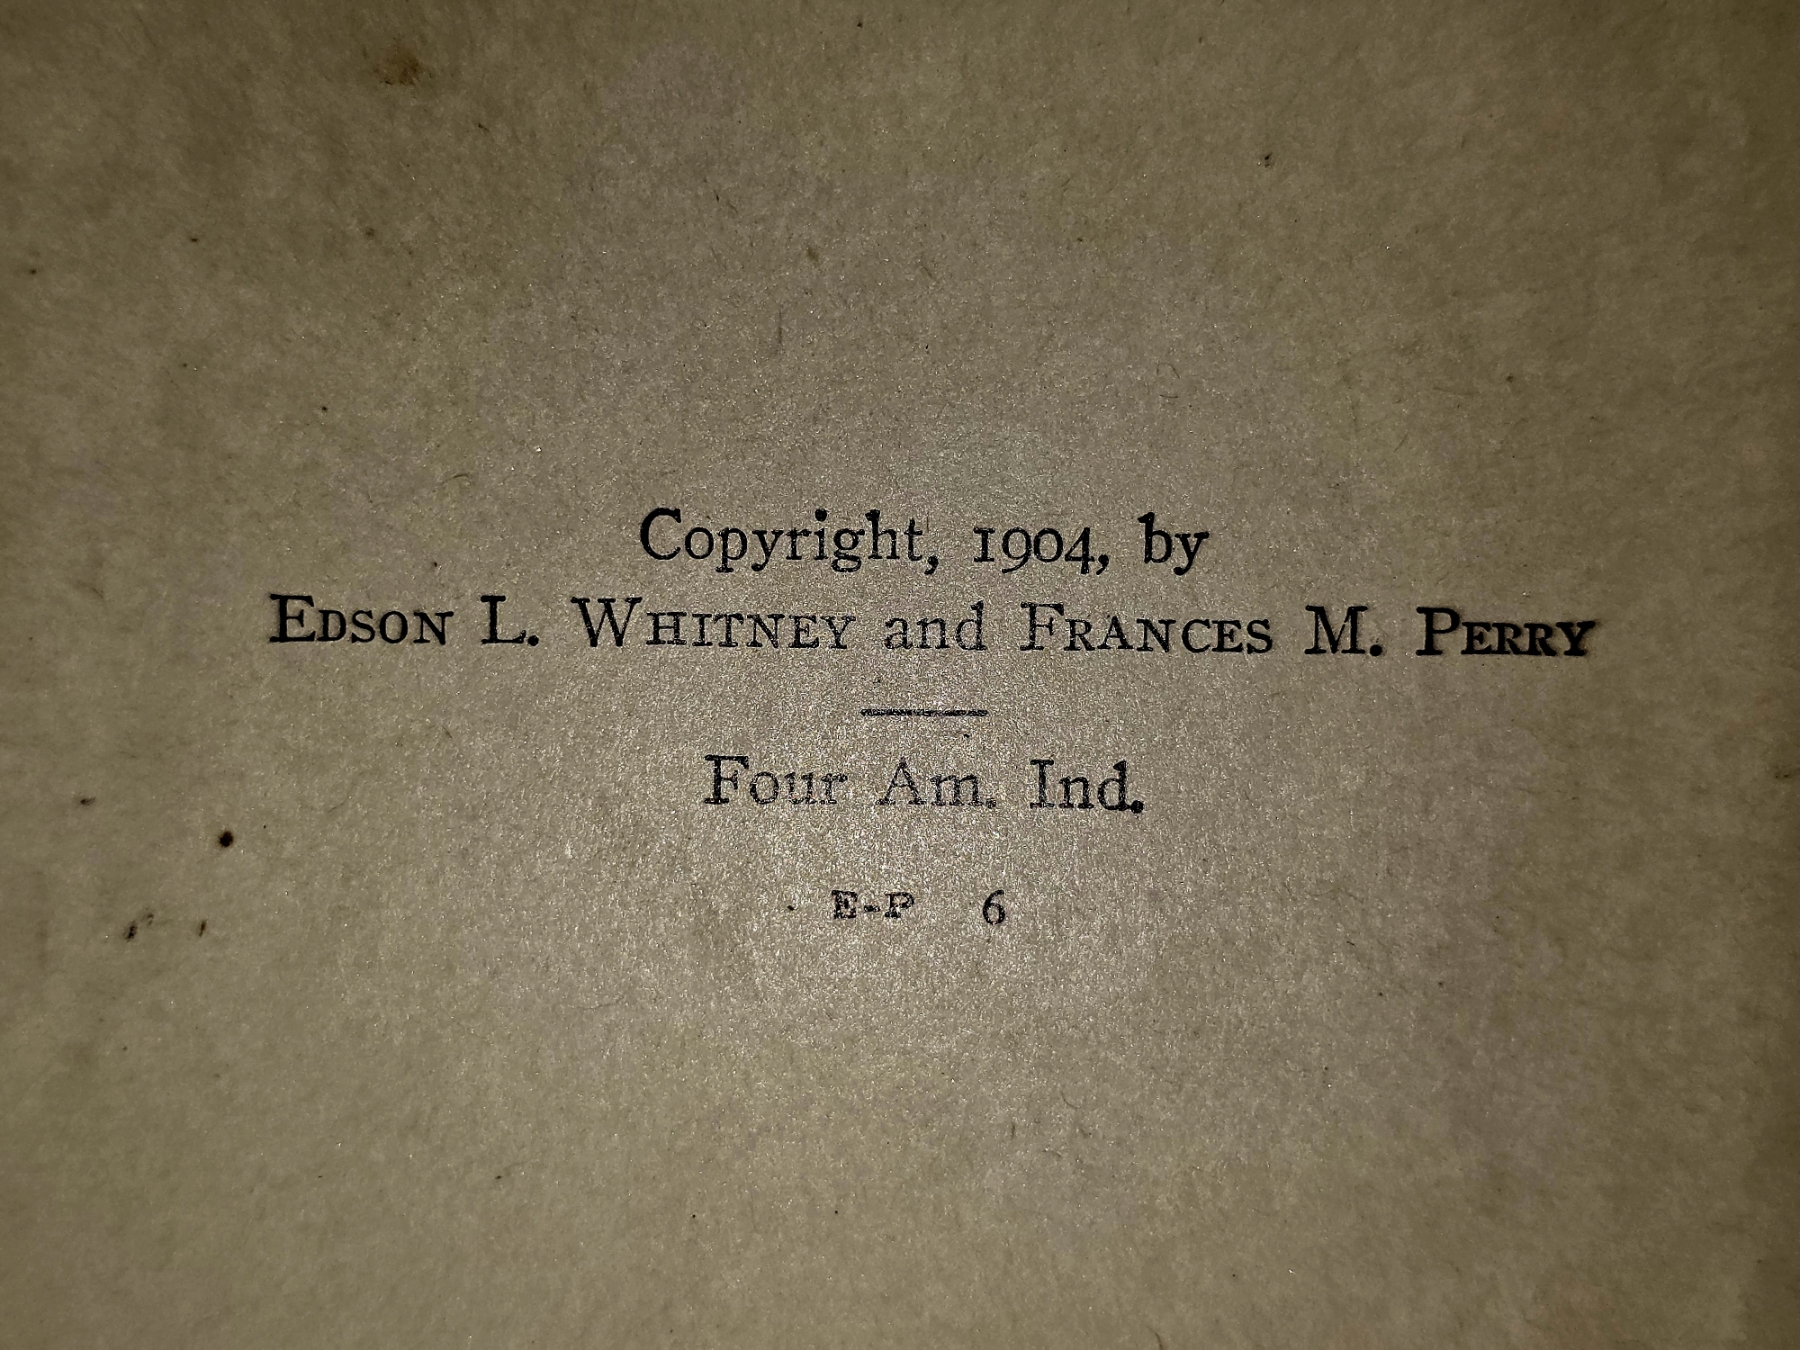 Copyright, 1904, by
EDSON L. WHITNEY and FRANCES M. PERRY
Four Am. Ind.
E-P 6